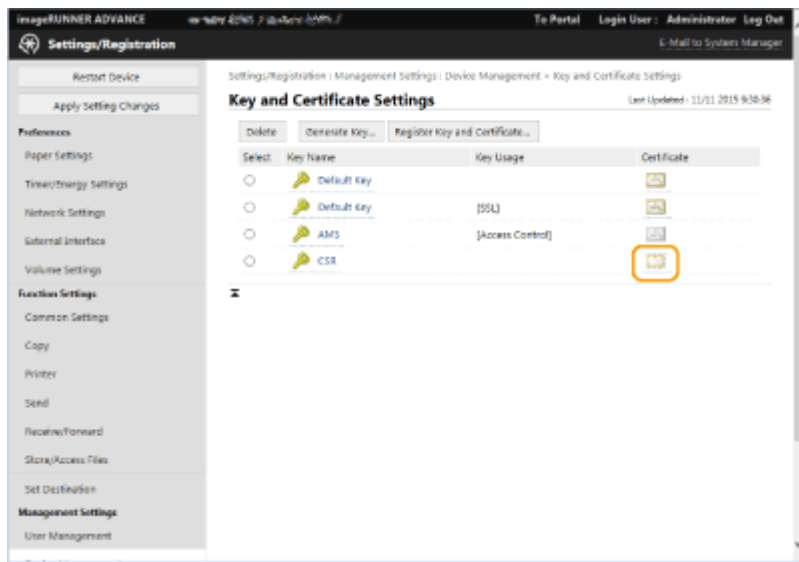 imageRUNNER ADVANCE To Portal Login User : Administrator Log Out
Settings/Registration E-Mail to System Manager
Restart Device
Apply Setting Changes
Settings/Registration : Management Settings : Device Management > Key and Certificate Settings
Key and Certificate Settings Last Updated : 11/11 2015 9:30:36
Delete Generate Key... Register Key and Certificate...
Select Key Name Key Usage Certificate
Default Key
Default Key [SSL]
AMS [Access Control]
CSR
Preferences
Paper Settings
Timer/Energy Settings
Network Settings
External Interface
Volume Settings
Function Settings
Common Settings
Copy
Printer
Send
Receive/Forward
Store/Access Files
Set Destination
Management Settings
User Management